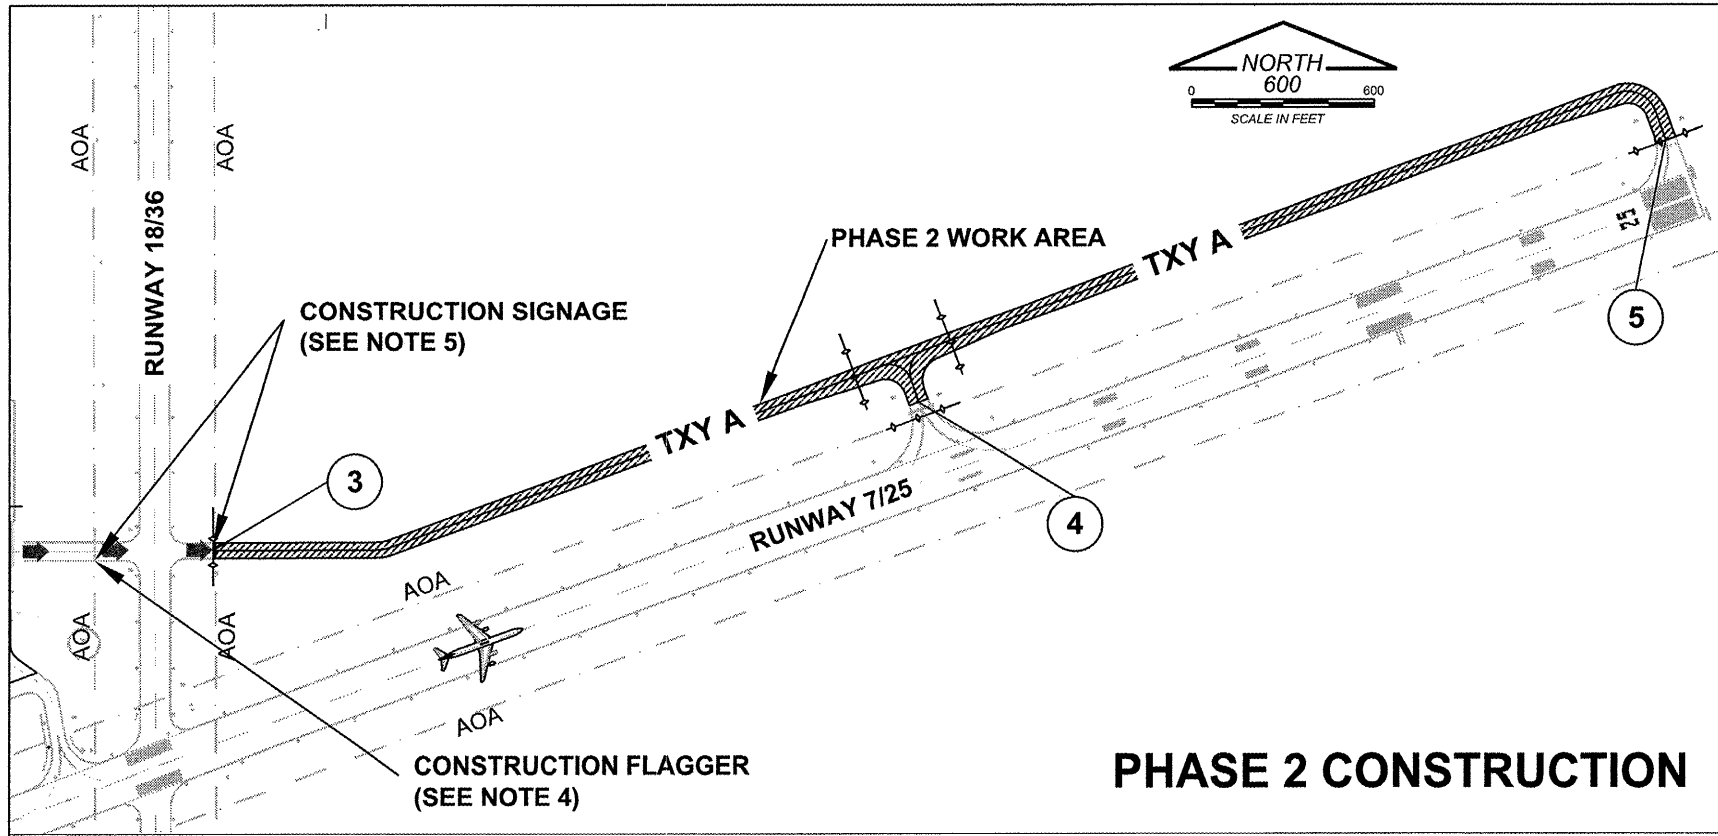 NORTH
600
0 600
SCALE IN FEET
AOA
AOA
RUNWAY 18/36
PHASE 2 WORK AREA
TXY A
25
5
CONSTRUCTION SIGNAGE
(SEE NOTE 5)
TXY A
3
4
RUNWAY 7/25
AOA
AOA
AOA
AOA
CONSTRUCTION FLAGGER
(SEE NOTE 4)
PHASE 2 CONSTRUCTION